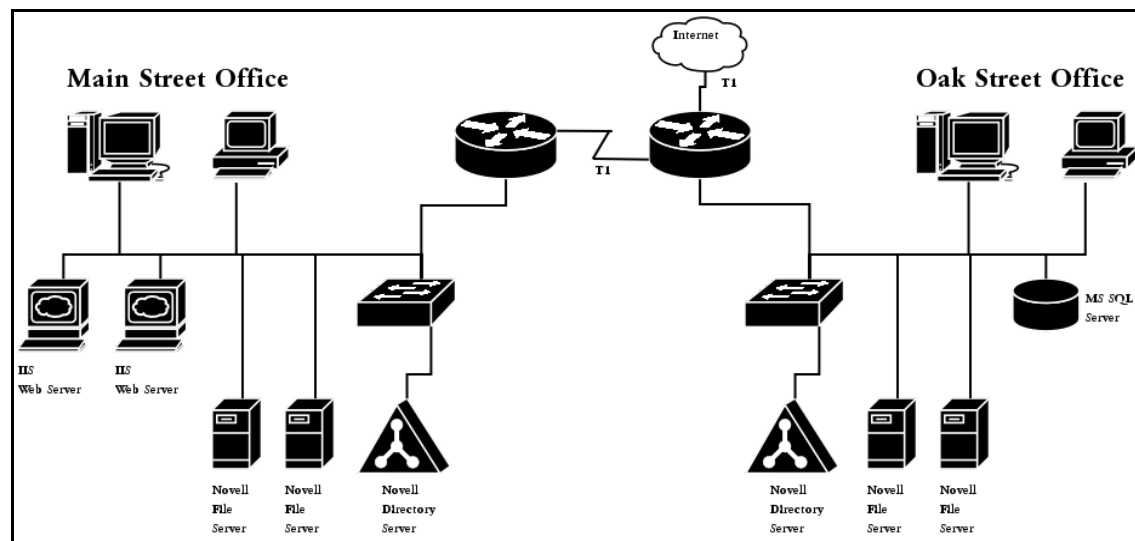 Internet
Main Street Office
T1
Oak Street Office
T1
MS SQL
Server
IIS
Web Server
IIS
Web Server
Novell
File
Server
Novell
File
Server
Novell
Directory
Server
Novell
Directory
Server
Novell
File
Server
Novell
File
Server